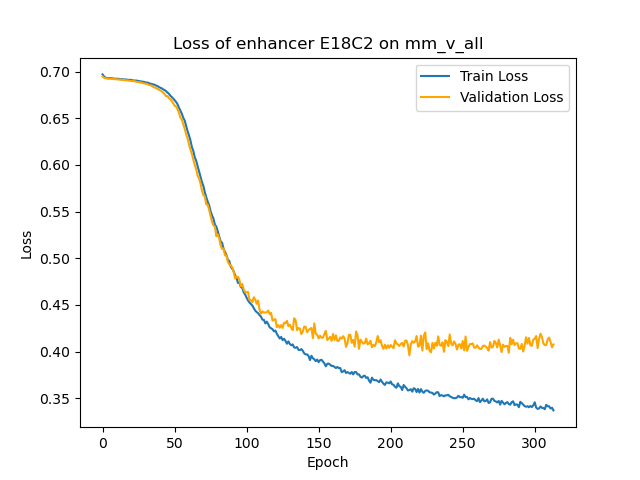 Loss of enhancer E18C2 on mm_v_all
Train Loss
Validation Loss
0.70
0.65
0.60
0.55
0.50
0.45
0.40
0.35
Loss
0 50 100 150 200 250 300
Epoch